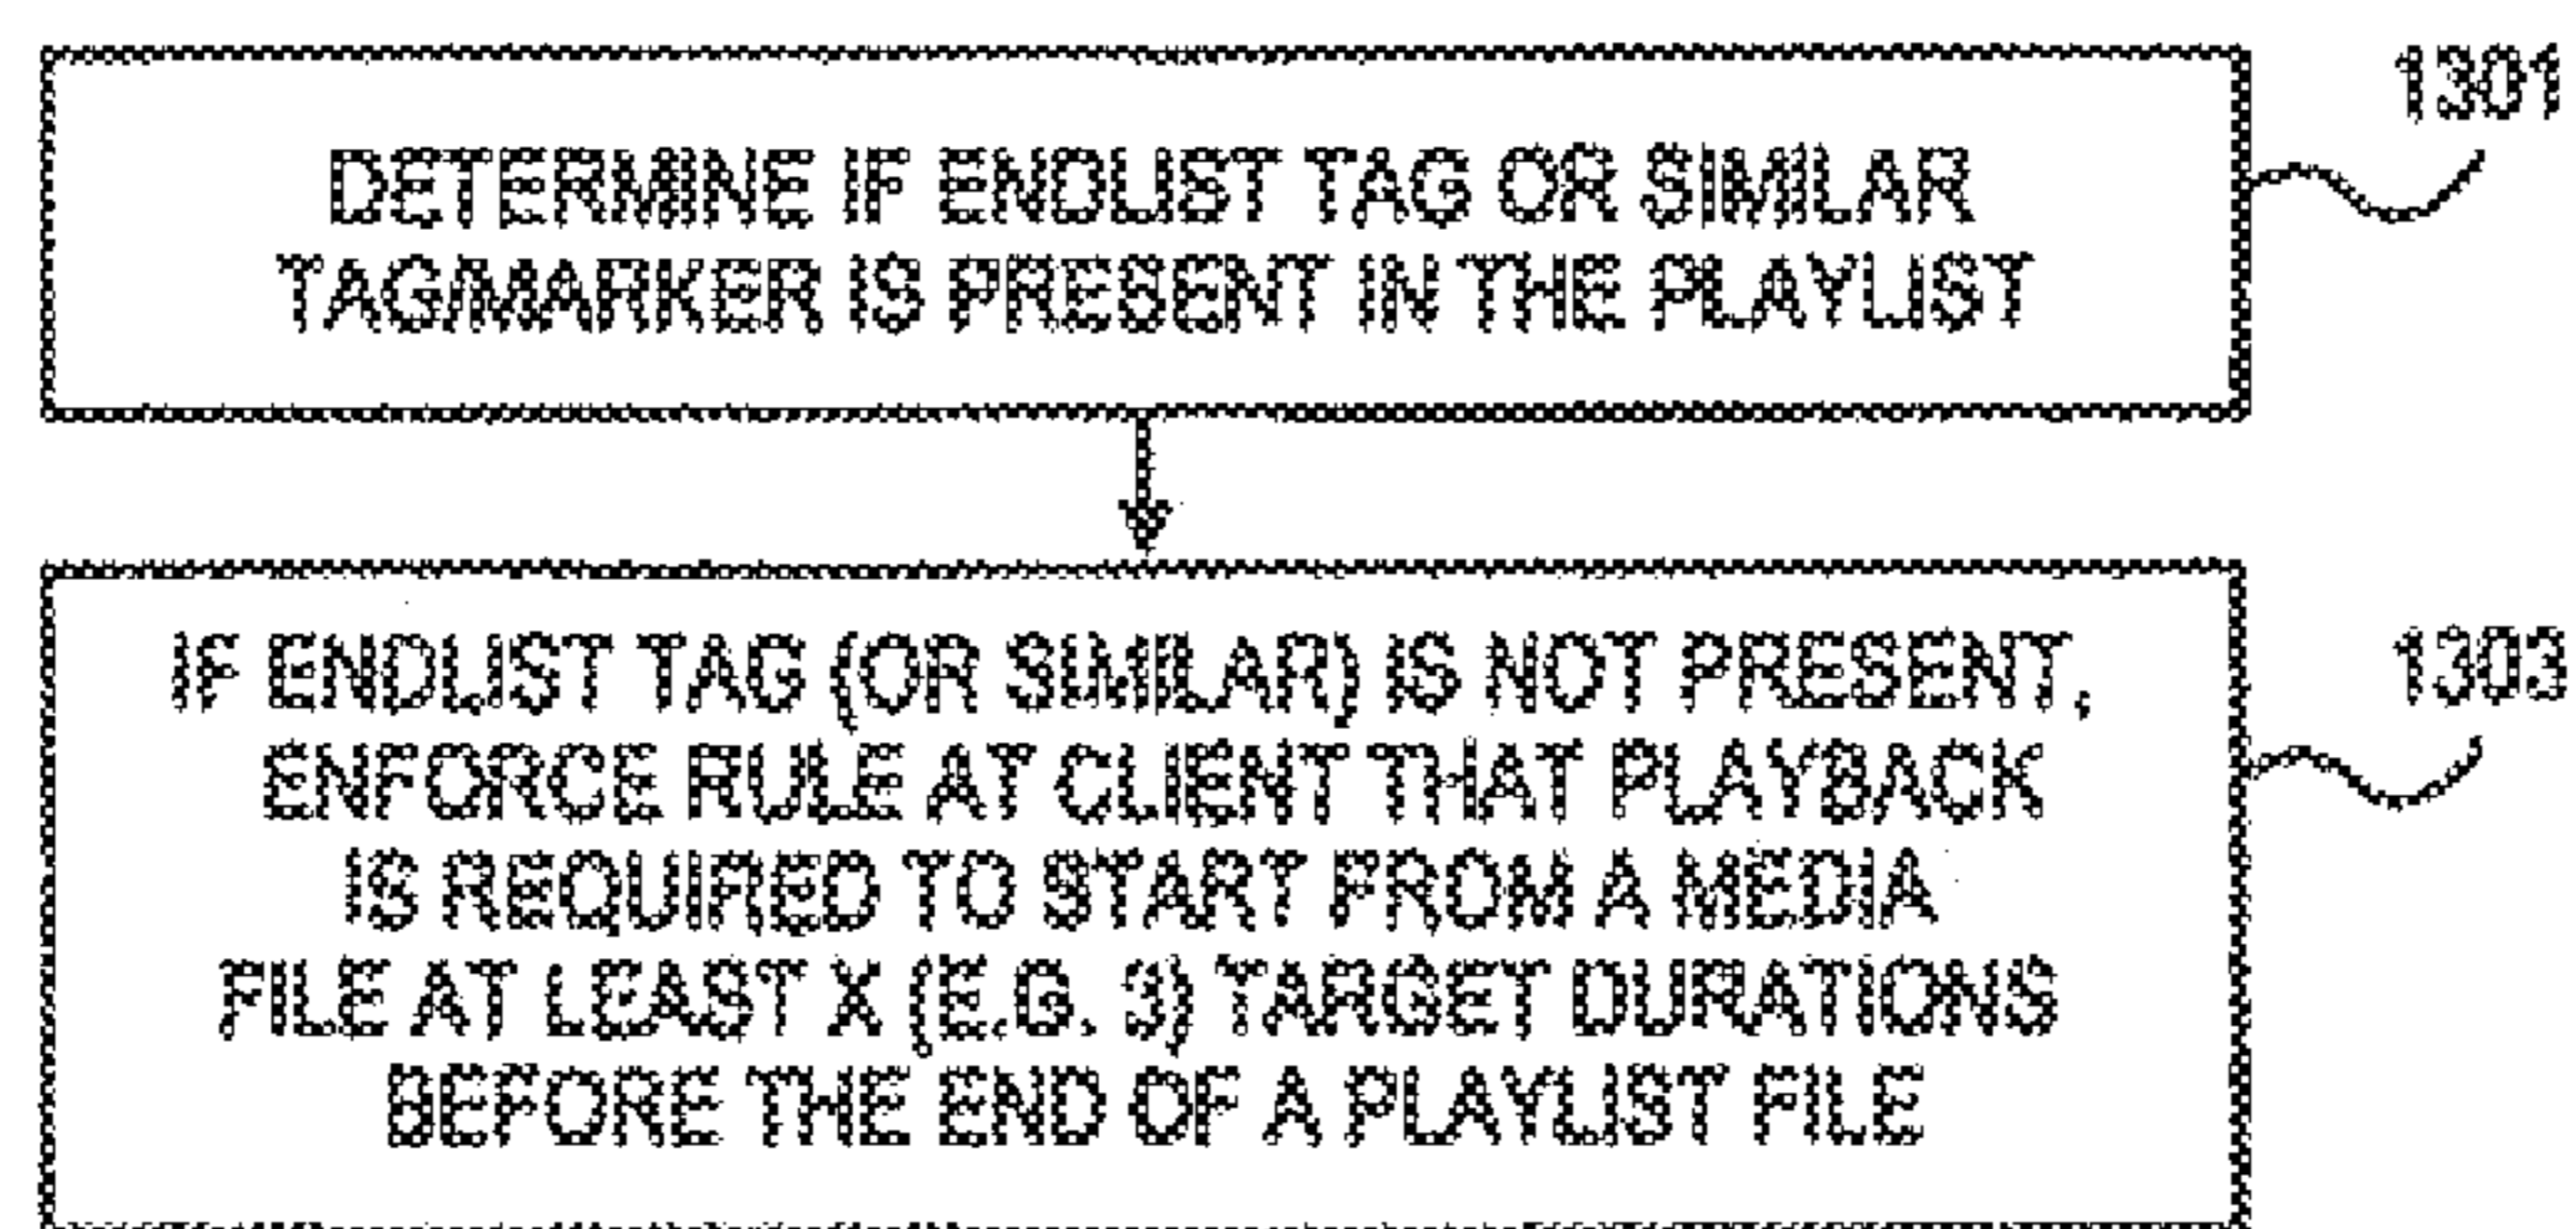 1301
DETERMINE IF ENDLIST TAG OR SIMILAR
TAG/MARKER IS PRESENT IN THE PLAYLIST
1303
IF ENDLIST TAG (OR SIMILAR) IS NOT PRESENT,
ENFORCE RULE AT CLIENT THAT PLAYBACK
IS REQUIRED TO START FROM A MEDIA
FILE AT LEAST X (E.G. 3) TARGET DURATIONS
BEFORE THE END OF A PLAYLIST FILE